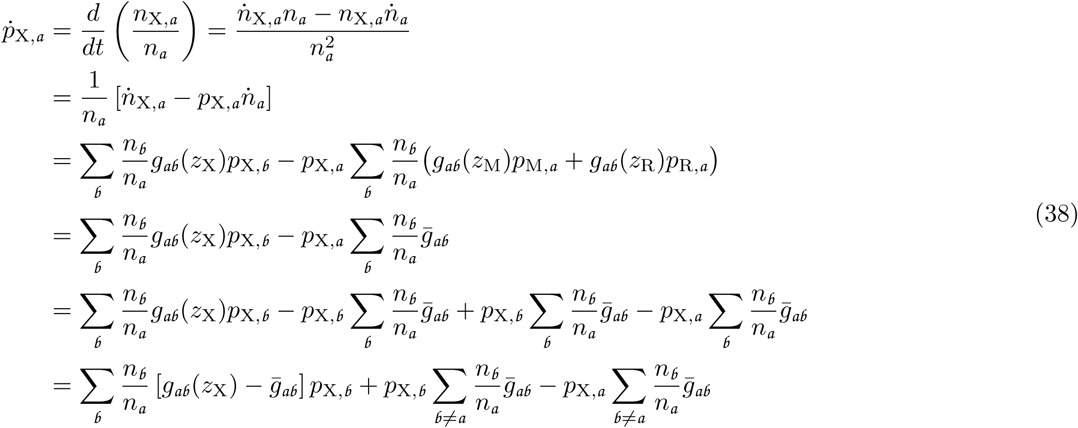 \dot{p}_{\mathrm{X},a} = \frac{d}{dt} \left( \frac{n_{\mathrm{X},a}}{n_a} \right) = \frac{\dot{n}_{\mathrm{X},a} n_a - n_{\mathrm{X},a} \dot{n}_a}{n_a^2}
= \frac{1}{n_a} [\dot{n}_{\mathrm{X},a} - p_{\mathrm{X},a} \dot{n}_a]
= \sum_b \frac{n_b}{n_a} g_{ab}(z_\mathrm{X}) p_{\mathrm{X},b} - p_{\mathrm{X},a} \sum_b \frac{n_b}{n_a} (g_{ab}(z_\mathrm{M}) p_{\mathrm{M},a} + g_{ab}(z_\mathrm{R}) p_{\mathrm{R},a})
= \sum_b \frac{n_b}{n_a} g_{ab}(z_\mathrm{X}) p_{\mathrm{X},b} - p_{\mathrm{X},a} \sum_b \frac{n_b}{n_a} \bar{g}_{ab}
(38)
= \sum_b \frac{n_b}{n_a} g_{ab}(z_\mathrm{X}) p_{\mathrm{X},b} - p_{\mathrm{X},b} \sum_b \frac{n_b}{n_a} \bar{g}_{ab} + p_{\mathrm{X},b} \sum_b \frac{n_b}{n_a} \bar{g}_{ab} - p_{\mathrm{X},a} \sum_b \frac{n_b}{n_a} \bar{g}_{ab}
= \sum_b \frac{n_b}{n_a} [g_{ab}(z_\mathrm{X}) - \bar{g}_{ab}] p_{\mathrm{X},b} + p_{\mathrm{X},b} \sum_{b \neq a} \frac{n_b}{n_a} \bar{g}_{ab} - p_{\mathrm{X},a} \sum_{b \neq a} \frac{n_b}{n_a} \bar{g}_{ab}